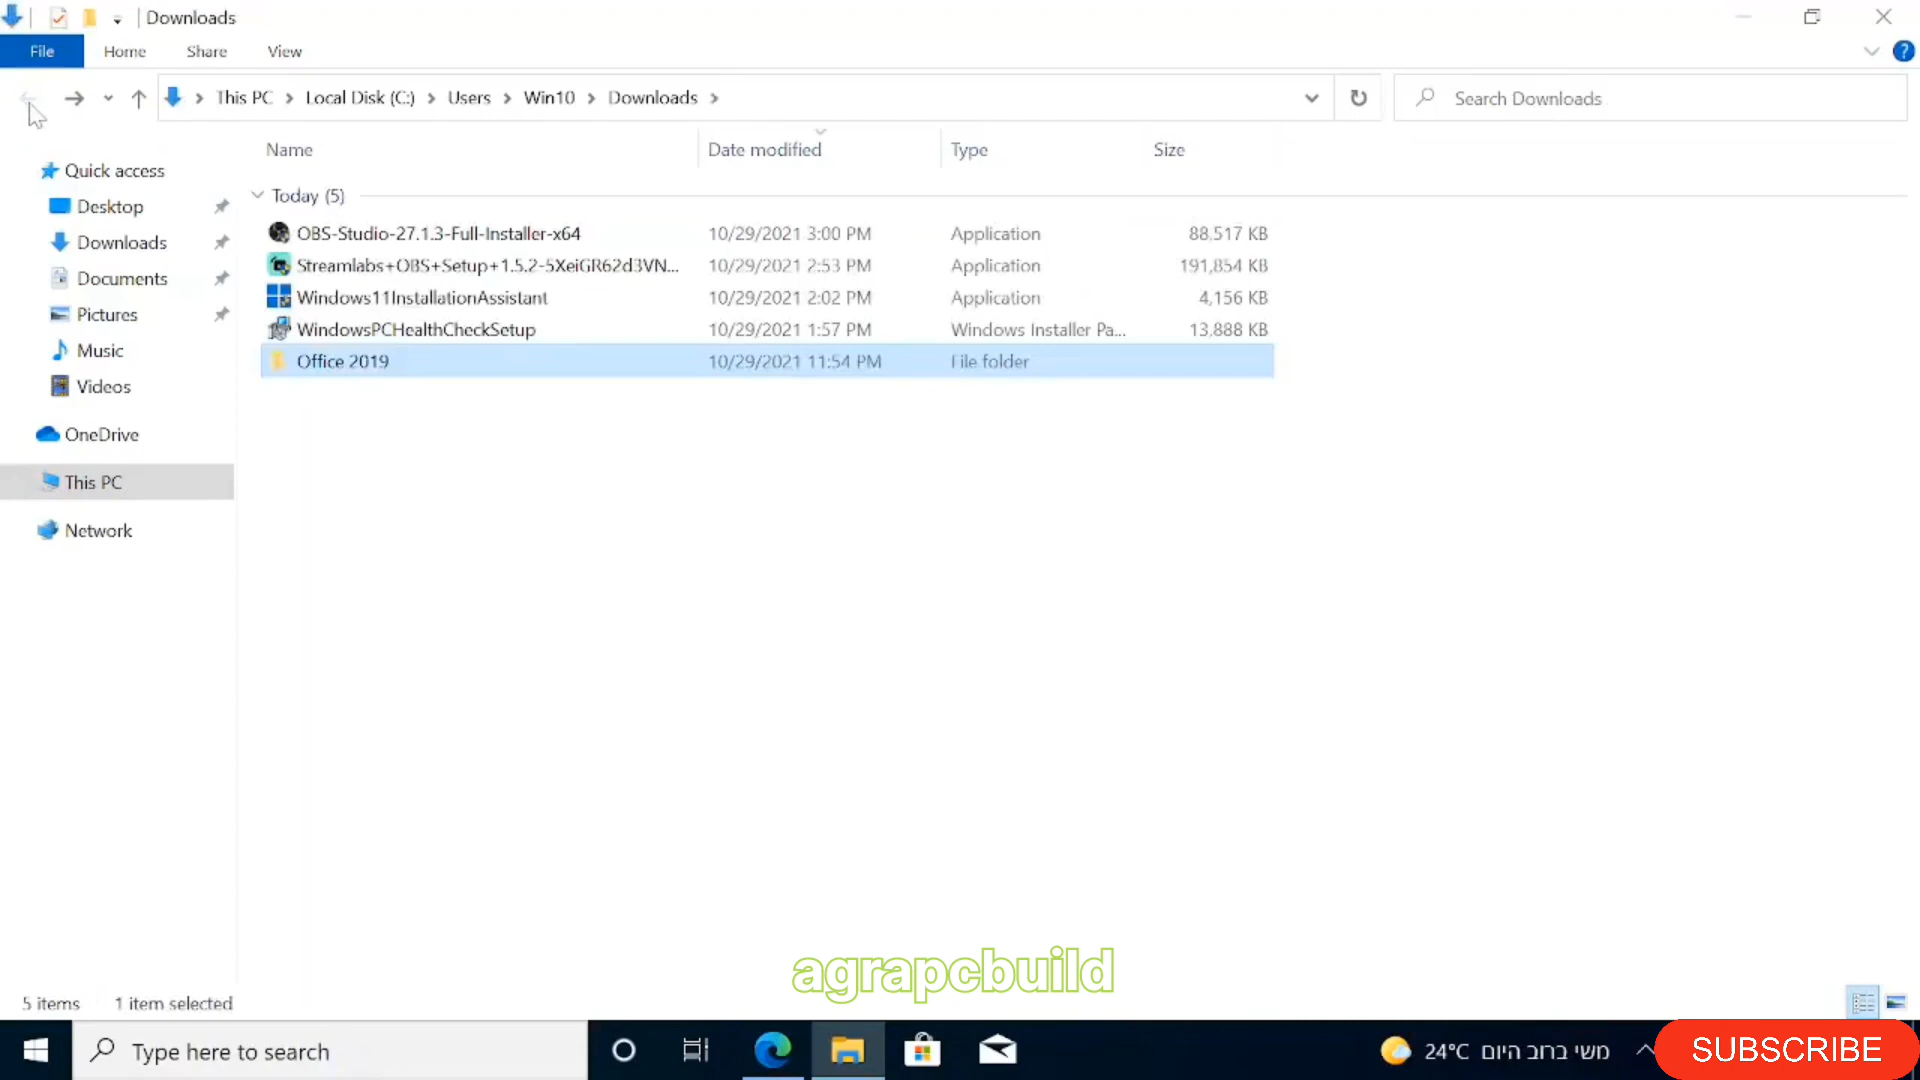 Downloads
File Home Share View
This PC Local Disk (C:) Users Win10 Downloads
Search Downloads
Name Date modified Type Size
Quick access
Desktop
Downloads
Documents
Pictures
Music
Videos
OneDrive
This PC
Network
Today (5)
OBS-Studio-27.1.3-Full-Installer-x64 10/29/2021 3:00 PM Application 88,517 KB
Streamlabs+OBS+Setup+1.5.2-5XeiGR62d3VN... 10/29/2021 2:53 PM Application 191,854 KB
Windows11InstallationAssistant 10/29/2021 2:02 PM Application 4,156 KB
WindowsPCHealthCheckSetup 10/29/2021 1:57 PM Windows Installer Pa... 13,888 KB
Office 2019 10/29/2021 11:54 PM File folder
agrapcbuild
5 items 1 item selected
Type here to search
24°C משי ברוב היום
SUBSCRIBE